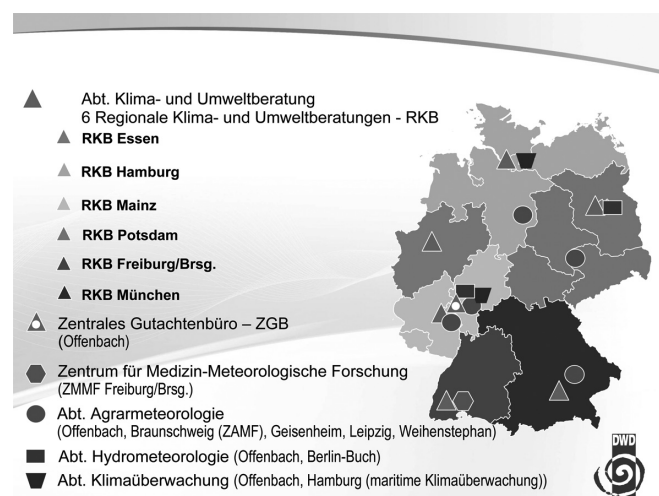 Abt. Klima- und Umweltberatung
6 Regionale Klima- und Umweltberatungen - RKB
RKB Essen
RKB Hamburg
RKB Mainz
RKB Potsdam
RKB Freiburg/Brsg.
RKB München
Zentrales Gutachtenbüro – ZGB
(Offenbach)
Zentrum für Medizin-Meteorologische Forschung
(ZMMF Freiburg/Brsg.)
Abt. Agrarmeteorologie
(Offenbach, Braunschweig (ZAMF), Geisenheim, Leipzig, Weihenstephan)
Abt. Hydrometeorologie (Offenbach, Berlin-Buch)
Abt. Klimaüberwachung (Offenbach, Hamburg (maritime Klimaüberwachung))
DWD